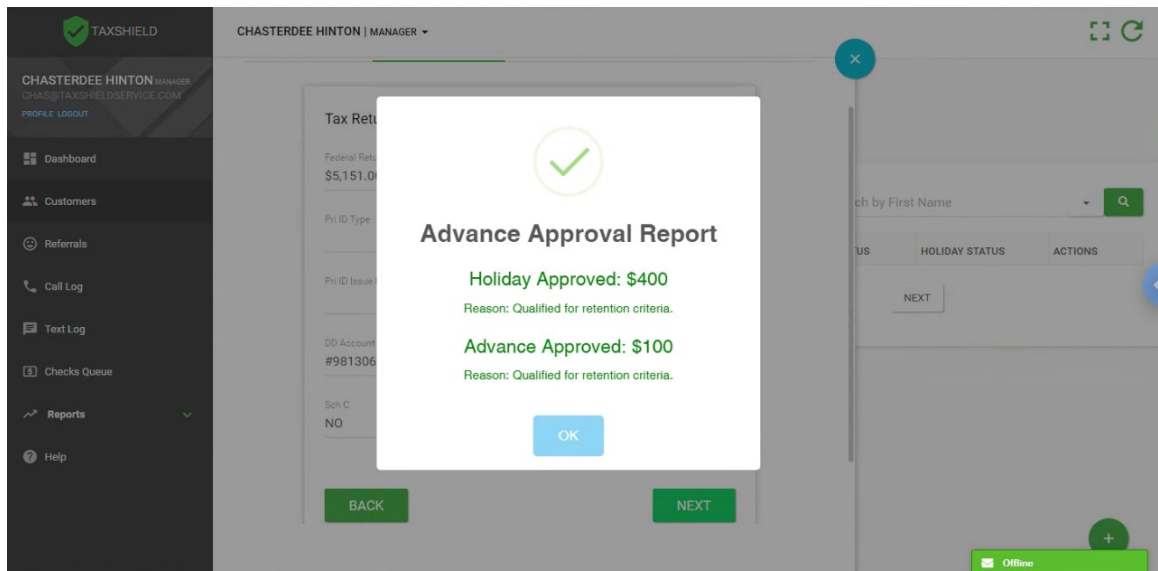 TAXSHIELD
CHASTERDEE HINTON | MANAGER
CHASTERDEE HINTON MANAGER
CHAS@TAXSHIELDSERVICE.COM
PROFILE LOGOUT
Dashboard
Customers
Referrals
Call Log
Text Log
Checks Queue
Reports
Help
Tax
Federal
$5,151.0
Pri ID Type
Pri ID Issue
DD Account
#981306
Sch C
NO
BACK
NEXT
×
Advance Approval Report
Holiday Approved: $400
Reason: Qualified for retention criteria.
Advance Approved: $100
Reason: Qualified for retention criteria.
OK
by First Name
HOLIDAY STATUS
ACTIONS
NEXT
+
Offline